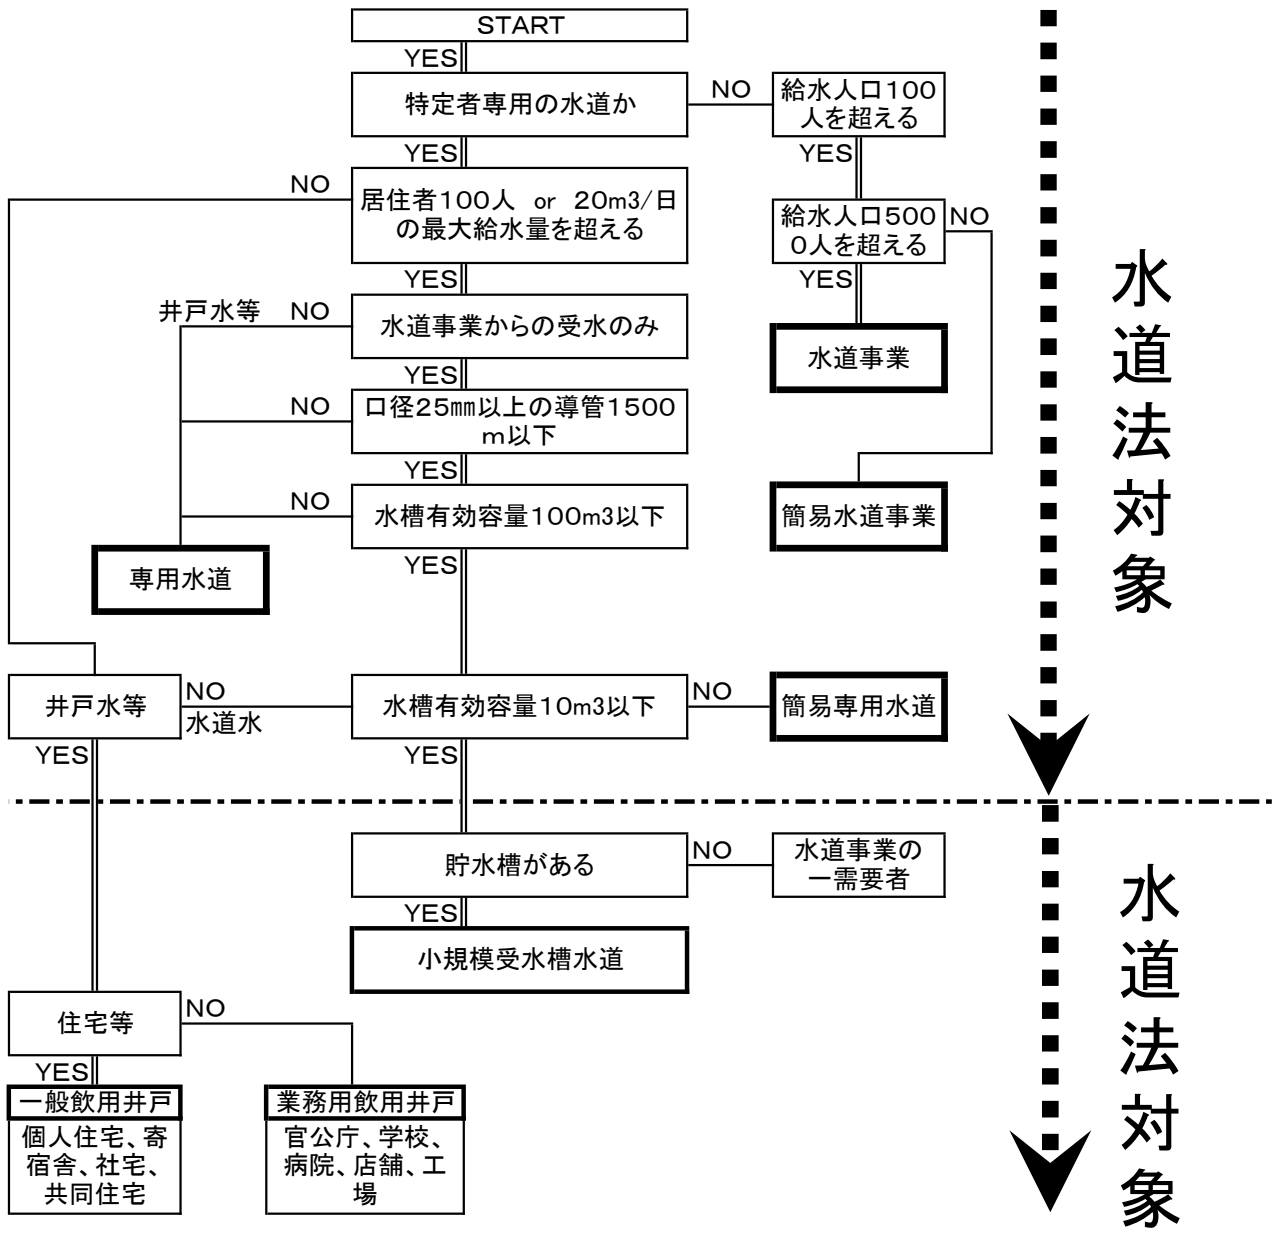 START
YES
特定者専用の水道か
NO
給水人口100
人を超える
YES
YES
NO
居住者100人 or 20m3/日
の最大給水量を超える
給水人口500
0人を超える
NO
YES
YES
井戸水等
NO
水道事業からの受水のみ
水道事業
YES
NO
口径25㎜以上の導管1500
m以下
YES
NO
水槽有効容量100m3以下
簡易水道事業
YES
専用水道
井戸水等
NO
水道水
水槽有効容量10m3以下
NO
簡易専用水道
YES
YES
水道法対象
貯水槽がある
NO
水道事業の
一需要者
YES
小規模受水槽水道
住宅等
NO
YES
一般飲用井戸
業務用飲用井戸
個人住宅、寄
宿舎、社宅、
共同住宅
官公庁、学校、
病院、店舗、工
場
水道法対象